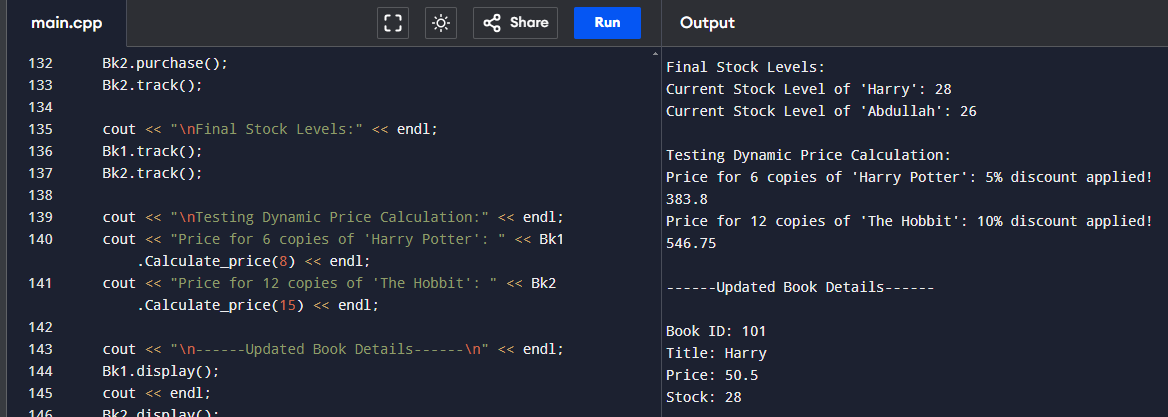 main.cpp
Share
Run
Output
132 Bk2.purchase();
133 Bk2.track();
134
135 cout << "\nFinal Stock Levels:" << endl;
136 Bk1.track();
137 Bk2.track();
138
139 cout << "\nTesting Dynamic Price Calculation:" << endl;
140 cout << "Price for 6 copies of 'Harry Potter': " << Bk1
.Calculate_price(8) << endl;
141 cout << "Price for 12 copies of 'The Hobbit': " << Bk2
.Calculate_price(15) << endl;
142
143 cout << "\n------Updated Book Details------\n" << endl;
144 Bk1.display();
145 cout << endl;
146 Bk2.display();
Final Stock Levels:
Current Stock Level of 'Harry': 28
Current Stock Level of 'Abdullah': 26
Testing Dynamic Price Calculation:
Price for 6 copies of 'Harry Potter': 5% discount applied!
383.8
Price for 12 copies of 'The Hobbit': 10% discount applied!
546.75
------Updated Book Details------
Book ID: 101
Title: Harry
Price: 50.5
Stock: 28